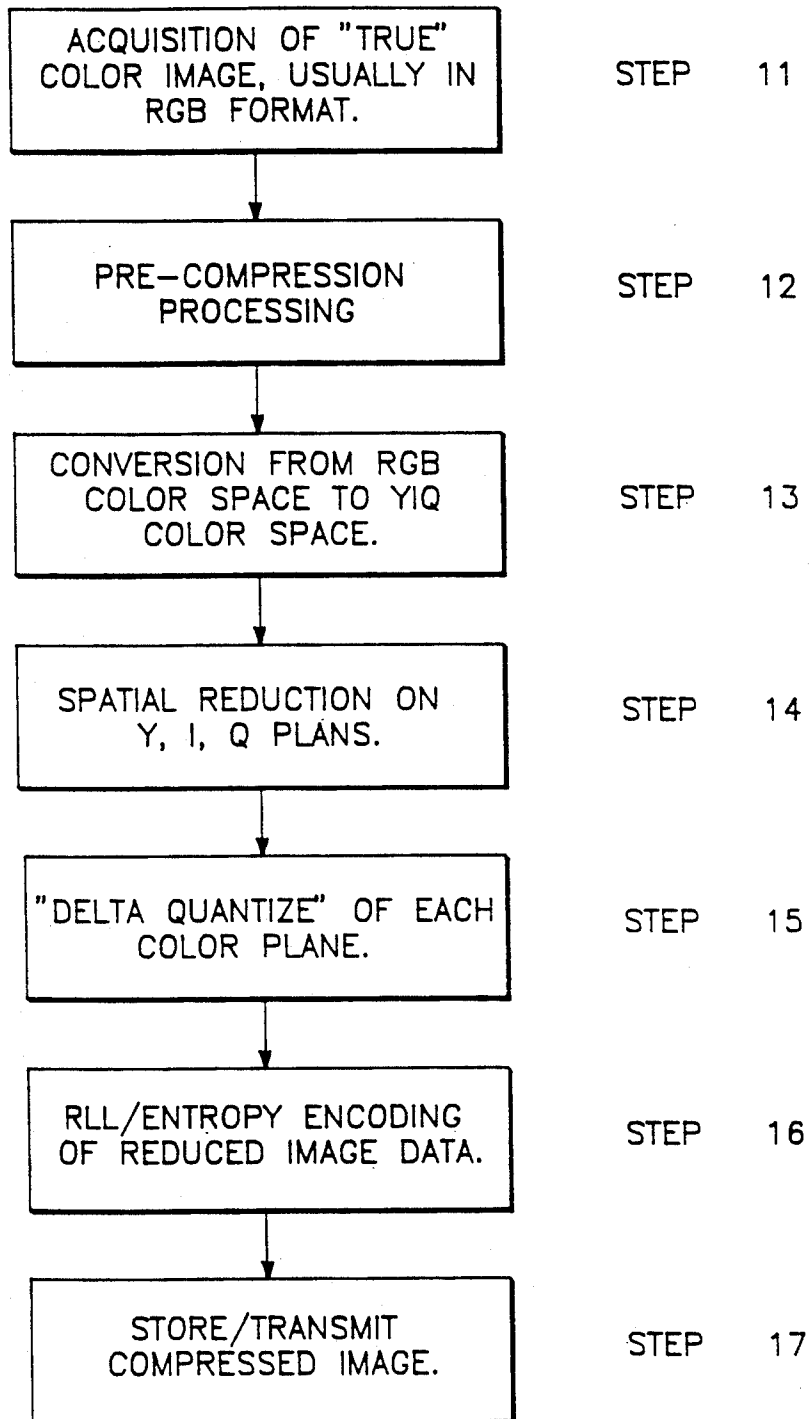 ACQUISITION OF "TRUE"
COLOR IMAGE, USUALLY IN
RGB FORMAT.
STEP 11
PRE-COMPRESSION
PROCESSING
STEP 12
CONVERSION FROM RGB
COLOR SPACE TO YIQ
COLOR SPACE.
STEP 13
SPATIAL REDUCTION ON
Y, I, Q PLANS.
STEP 14
"DELTA QUANTIZE" OF EACH
COLOR PLANE.
STEP 15
RLL/ENTROPY ENCODING
OF REDUCED IMAGE DATA.
STEP 16
STORE/TRANSMIT
COMPRESSED IMAGE.
STEP 17